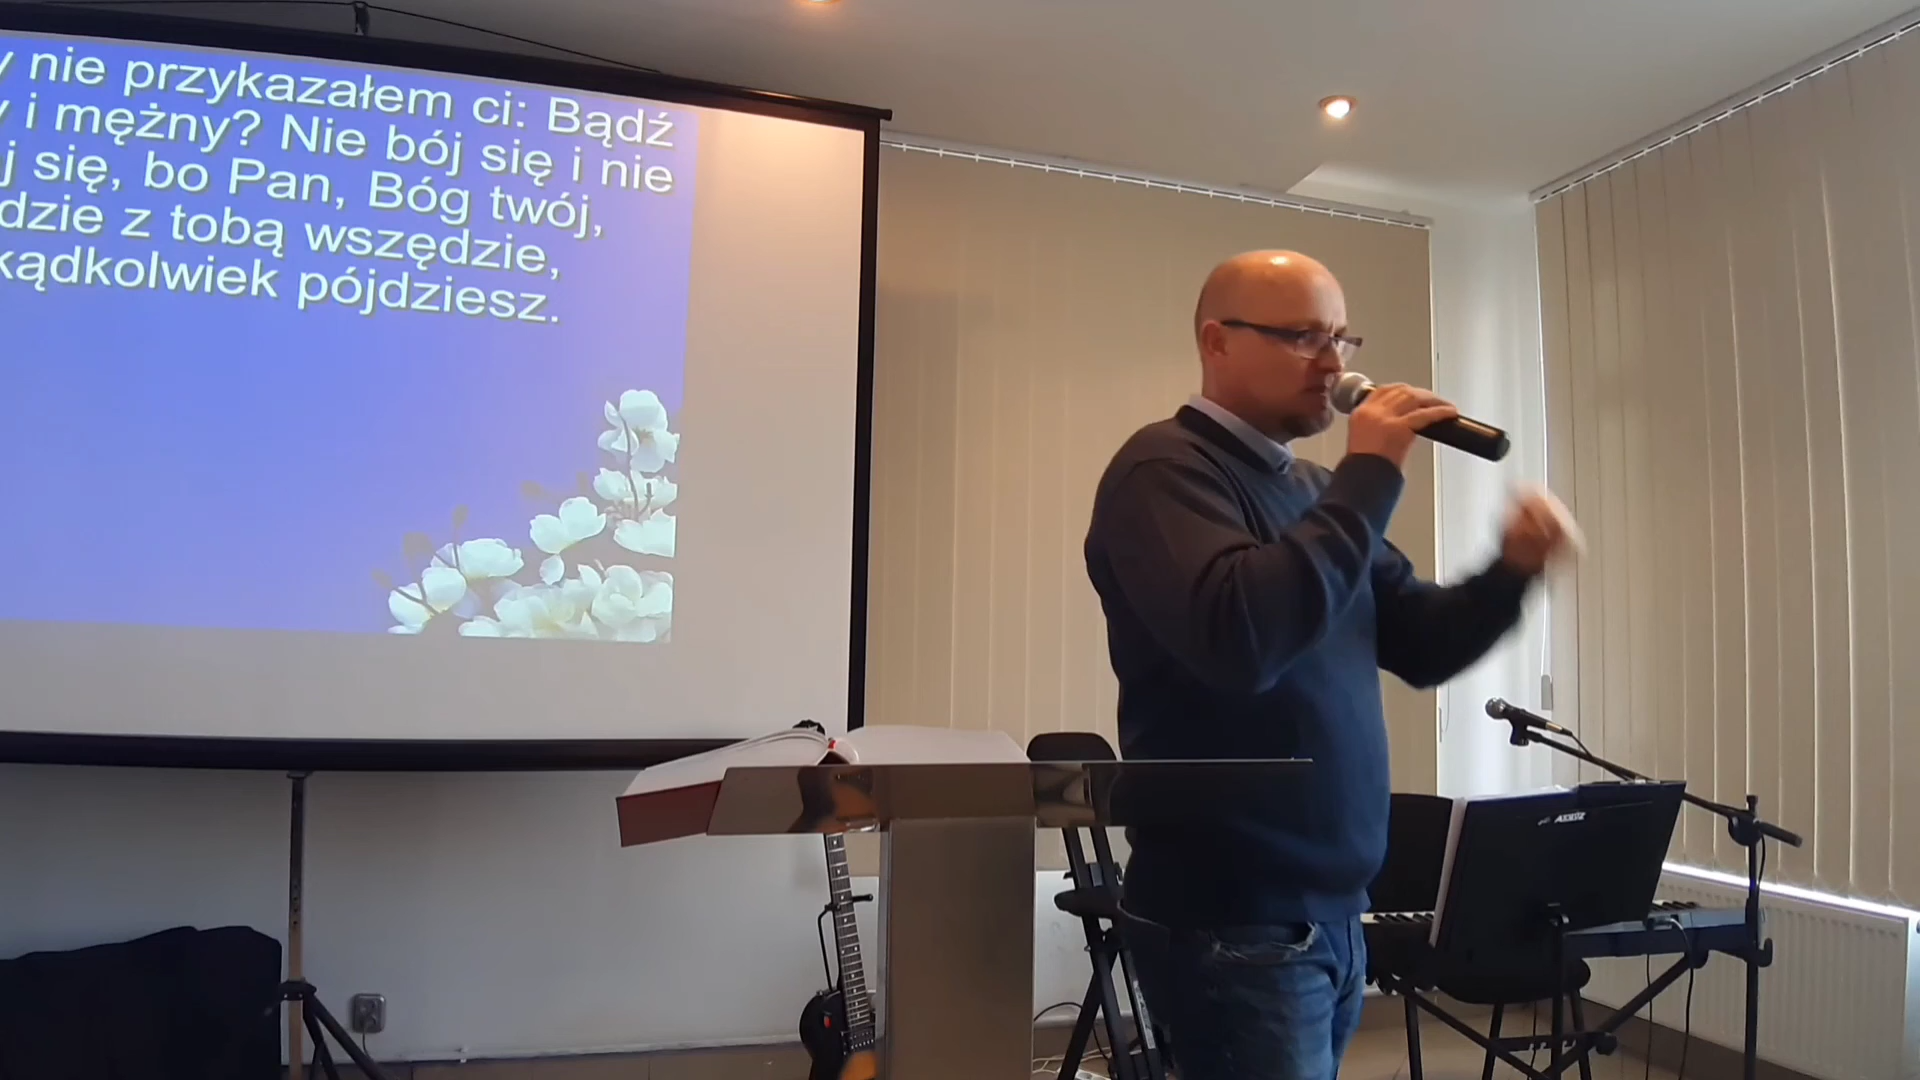 nie przykazałem ci: Bądź
i mężny? Nie bój się i nie
się, bo Pan, Bóg twój,
dzie z tobą wszędzie,
kądkolwiek pójdziesz.